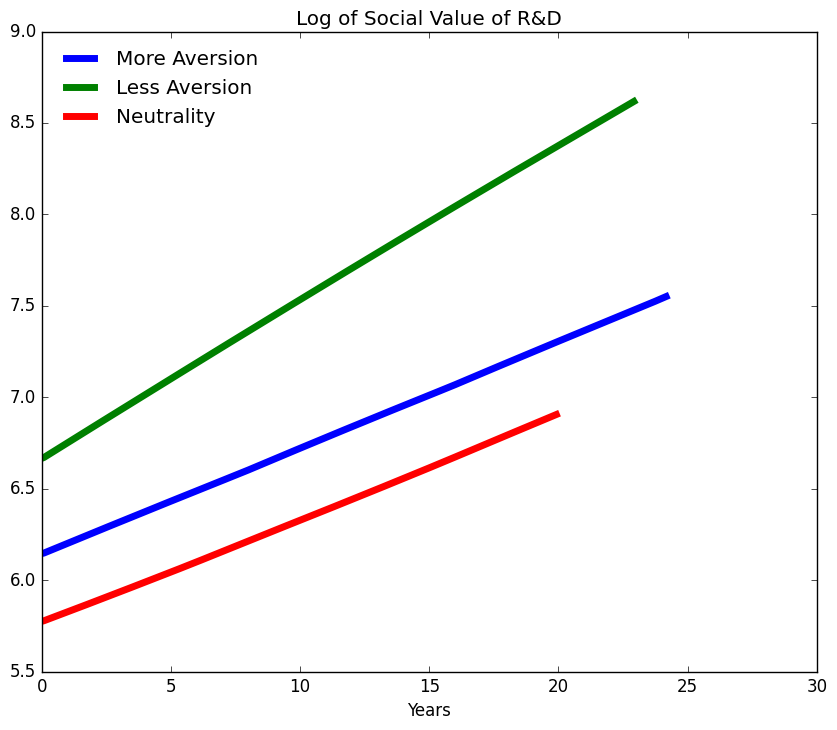 Log of Social Value of R&D
9.0
More Aversion
Less Aversion
Neutrality
8.5
8.0
7.5
7.0
6.5
6.0
5.5
0 5 10 15 20 25 30
Years